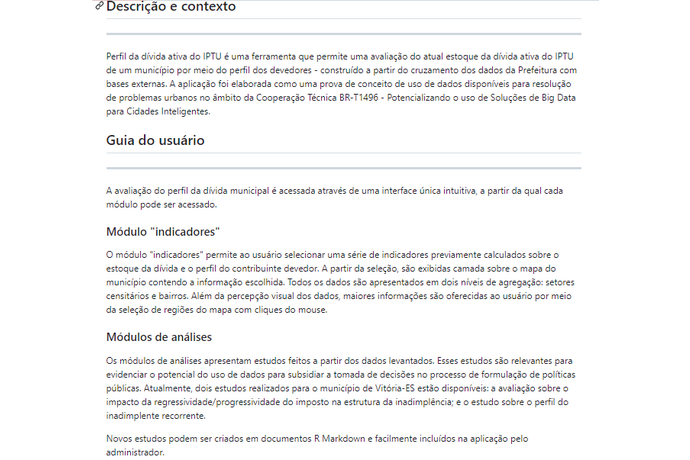 Descrição e contexto
Perfil da dívida ativa do IPTU é uma ferramenta que permite uma avaliação do atual estoque da dívida ativa do IPTU
de um município por meio do perfil dos devedores - construído a partir do cruzamento dos dados da Prefeitura com
bases externas. A aplicação foi elaborada como uma prova de conceito de uso de dados disponíveis para resolução
de problemas urbanos no âmbito da Cooperação Técnica BR-T1496 - Potencializando o uso de Soluções de Big Data
para Cidades Inteligentes.
Guia do usuário
A avaliação do perfil da dívida municipal é acessada através de uma interface única intuitiva, a partir da qual cada
módulo pode ser acessado.
Módulo "indicadores"
O módulo "indicadores" permite ao usuário selecionar uma série de indicadores previamente calculados sobre o
estoque da dívida e o perfil do contribuinte devedor. A partir da seleção, são exibidas camada sobre o mapa do
município contendo a informação escolhida. Todos os dados são apresentados em dois níveis de agregação: setores
censitários e bairros. Além da percepção visual dos dados, maiores informações são oferecidas ao usuário por meio
da seleção de regiões do mapa com cliques do mouse.
Módulos de análises
Os módulos de análises apresentam estudos feitos a partir dos dados levantados. Esses estudos são relevantes para
evidenciar o potencial do uso de dados para subsidiar a tomada de decisões no processo de formulação de políticas
públicas. Atualmente, dois estudos realizados para o município de Vitória-ES estão disponíveis: a avaliação sobre o
impacto da regressividade/progressividade do imposto na estrutura da inadimplência; e o estudo sobre o perfil do
inadimplente recorrente.
Novos estudos podem ser criados em documentos R Markdown e facilmente incluídos na aplicação pelo
administrador.